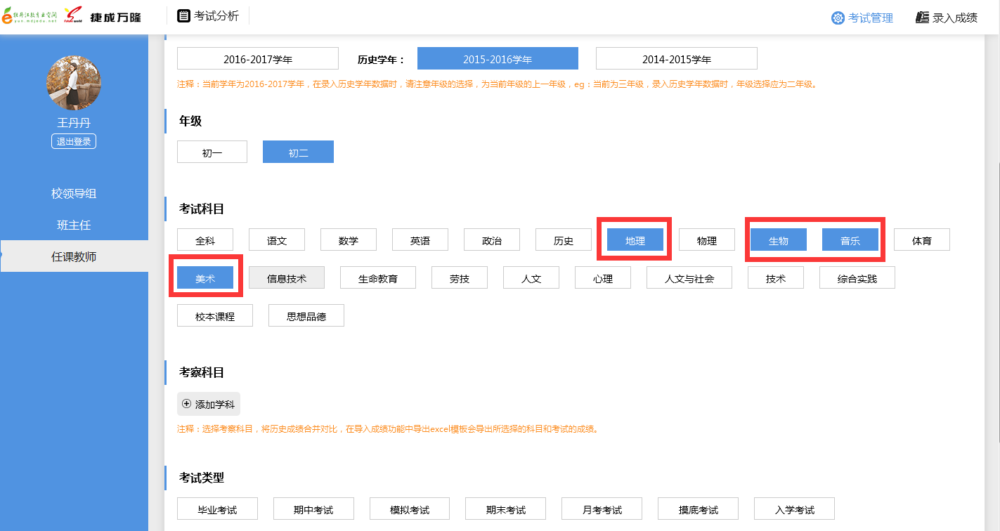 牡丹江教育云空间
yun.mdjedu.net
Future world
捷成万隆
考试分析
考试管理
录入成绩
王丹丹
退出登录
校领导组
班主任
任课教师
2016-2017学年 历史学年： 2015-2016学年 2014-2015学年
注释：当前学年为2016-2017学年，在录入历史学年数据时，请注意年级的选择，为当前年级的上一年级，eg：当前为三年级，录入历史学年数据时，年级选择应为二年级。
年级
初一 初二
考试科目
全科 语文 数学 英语 政治 历史 地理 物理 生物 音乐 体育
美术 信息技术 生命教育 劳技 人文 心理 人文与社会 技术 综合实践
校本课程 思想品德
考察科目
添加学科
注释：选择考察科目，将历史成绩合并对比，在导入成绩功能中导出excel模板会导出所选择的科目和考试的成绩。
考试类型
毕业考试 期中考试 模拟考试 期末考试 月考考试 摸底考试 入学考试